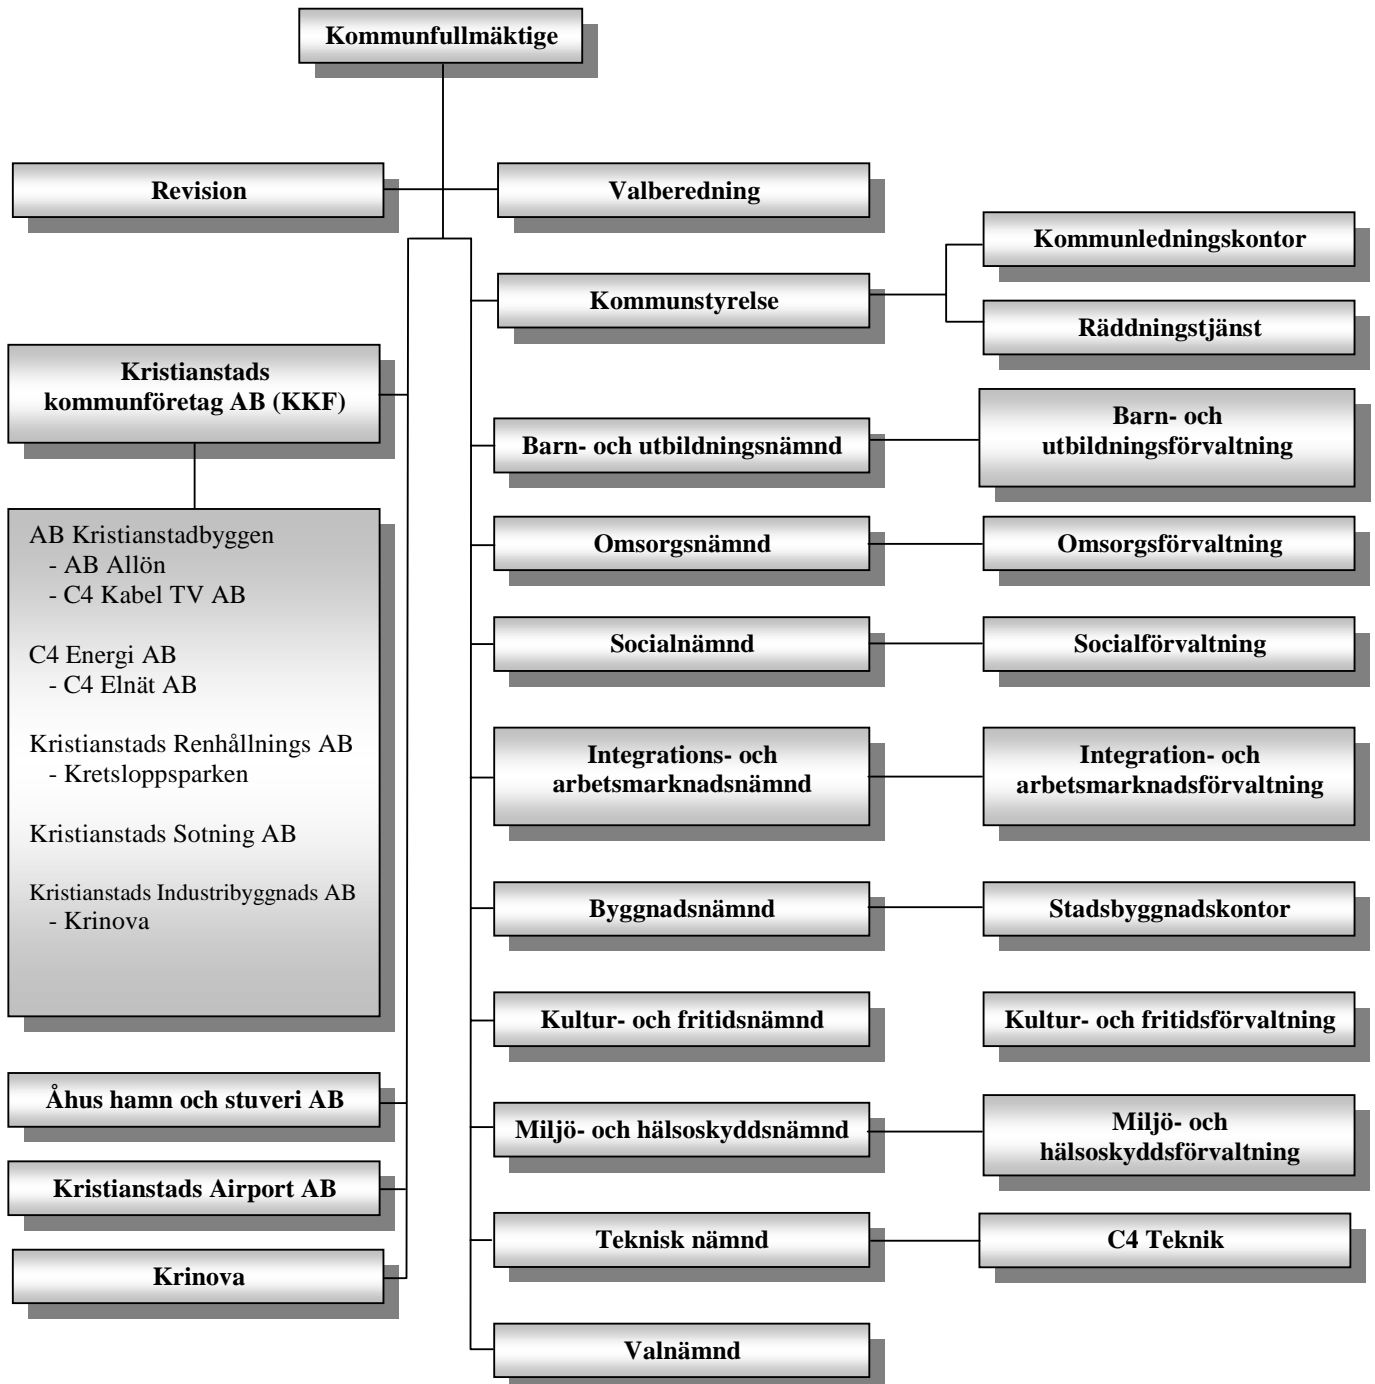 Kommunfullmäktige
Revision
Valberedning
Kommunledningskontor
Kommunstyrelse
Räddningstjänst
Kristianstads
kommunföretag AB (KKF)
Barn- och utbildningsnämnd
Barn- och
utbildningsförvaltning
AB Kristianstadbyggen
- AB Allön
- C4 Kabel TV AB
C4 Energi AB
- C4 Elnät AB
Kristianstads Renhållnings AB
- Kretsloppsparken
Kristianstads Sotning AB
Kristianstads Industribyggnads AB
- Krinova
Omsorgsnämnd
Omsorgsförvaltning
Socialnämnd
Socialförvaltning
Integrations- och
arbetsmarknadsnämnd
Integration- och
arbetsmarknadsförvaltning
Byggnadsnämnd
Stadsbyggnadskontor
Kultur- och fritidsnämnd
Kultur- och fritidsförvaltning
Åhus hamn och stuveri AB
Miljö- och hälsoskyddsnämnd
Miljö- och
hälsoskyddsförvaltning
Kristianstads Airport AB
Teknisk nämnd
C4 Teknik
Krinova
Valnämnd